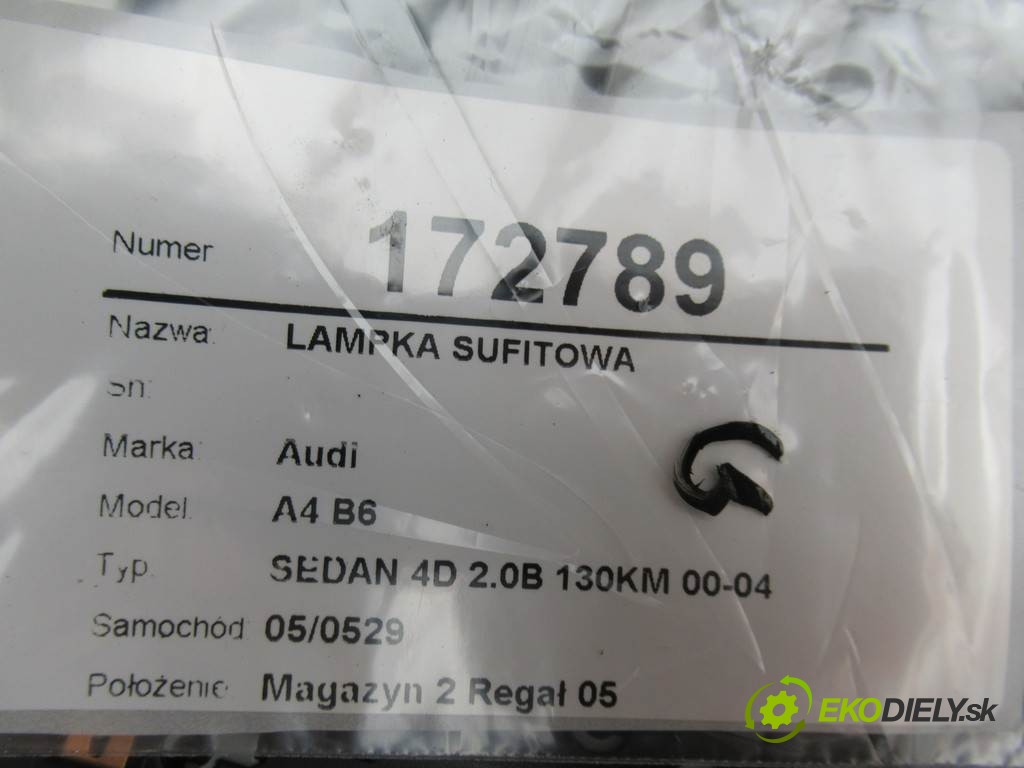 Numer 172789
Nazwa: LAMPKA SUFITOWA
Sn:
Marka: Audi
Model: A4 B6
Typ: SEDAN 4D 2.0B 130KM 00-04
Samochód: 05/0529
Położenie: Magazyn 2 Regał 05
G
EKODIELY.sk